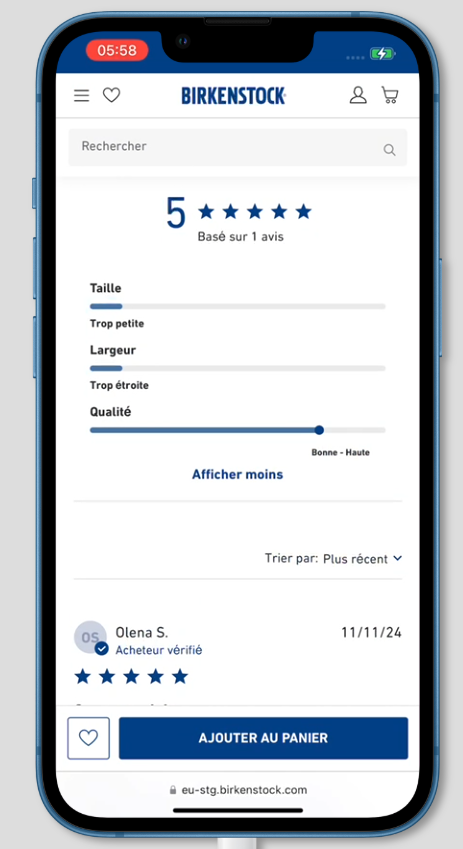 05:58
BIRKENSTOCK
Rechercher
5
Basé sur 1 avis
Taille
Trop petite
Largeur
Trop étroite
Qualité
Bonne - Haute
Afficher moins
Trier par: Plus récent
OS
Olena S.
11/11/24
Acheteur vérifié
AJOUTER AU PANIER
eu-stg.birkenstock.com